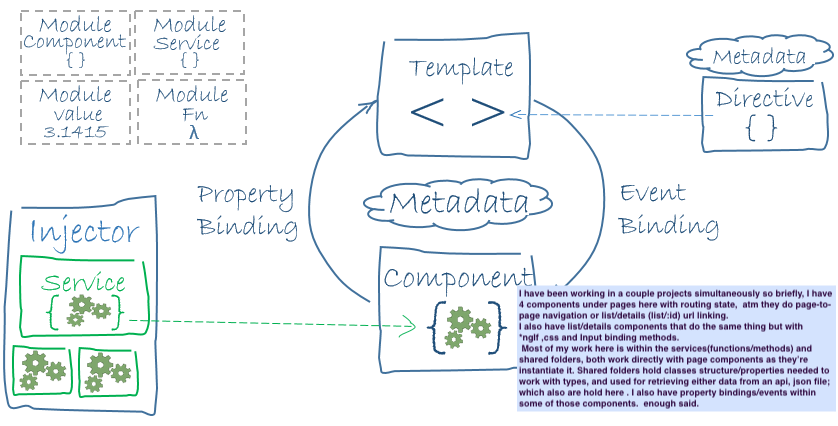 Module
Component
{ }
Module
Service
{ }
Module
value
3.1415
Module
Fn
λ
Template
< >
Metadata
Directive
{ }
Property
Binding
Metadata
Event
Binding
Injector
Service
{ }
Component
{ }
I have been working in a couple projects simultaneously so briefly, I have
4 components under pages here with routing state,  atm they do page-to-
page navigation or list/details (list/:id) url linking.
I also have list/details components that do the same thing but with
*ngIf ,css and Input binding methods.
Most of my work here is within the services(functions/methods) and
shared folders, both work directly with page components as they're
instantiate it. Shared folders hold classes structure/properties needed to
work with types, and used for retrieving either data from an api, json file;
which also are hold here . I also have property bindings/events within
some of those components.  enough said.